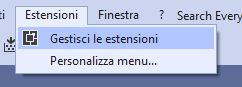 Estensioni Finestra ? Search Every
Gestisci le estensioni
Personalizza menu...